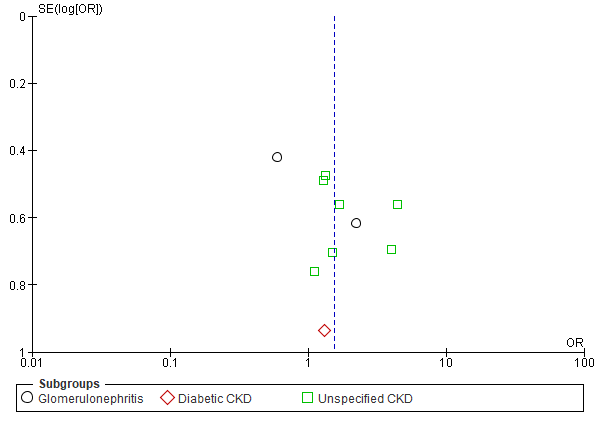 SE(log[OR])
0
0.2
0.4
0.6
0.8
1
OR
0.01 0.1 1 10 100
Subgroups
Glomerulonephritis Diabetic CKD Unspecified CKD